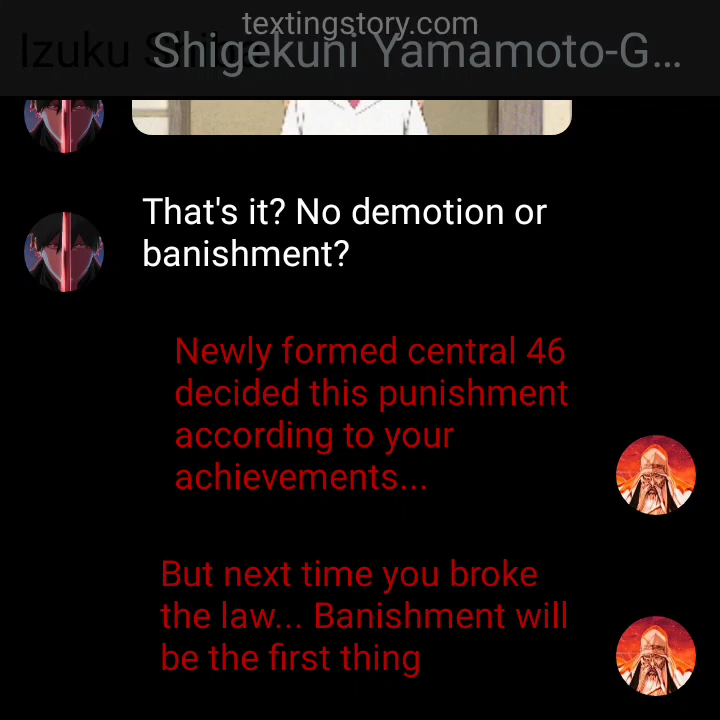 textingstory.com
Izuku Shiba
Shigekuni Yamamoto-G...
That's it? No demotion or
banishment?
Newly formed central 46
decided this punishment
according to your
achievements...
But next time you broke
the law... Banishment will
be the first thing